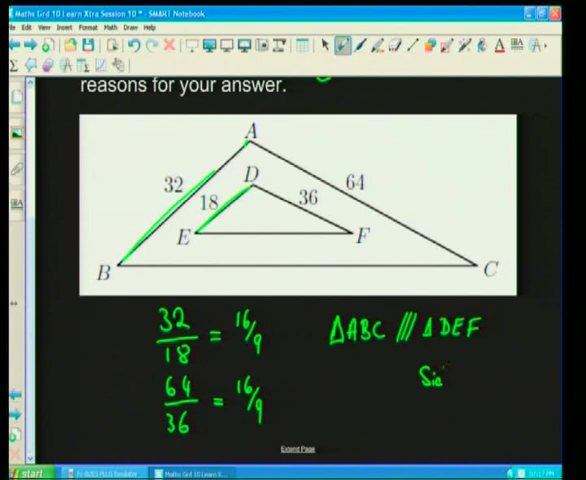 Maths Grd 10 Learn Xtra Session 10 * - SMART Notebook
File Edit View Insert Format Math Draw Help
reasons for your answer.
A
32
D
64
18
36
E
F
B
C
32/18 = 16/9
ΔABC /// ΔDEF
Sid
64/36 = 16/9
Extend Page
start
Maths Grd 10 Learn X...